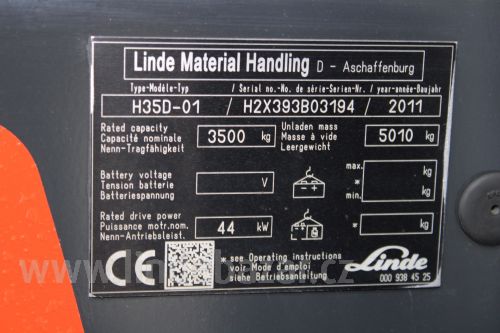 Linde Material Handling D - Aschaffenburg
Type-Modèle-Typ / Serial no.-No. de série-Serien-Nr. / year-année-Baujahr
H35D-01 / H2X393B03194 / 2011
Rated capacity
Capacité nominale
Nenn-Tragfähigkeit
3500 kg
Unladen mass
Masse à vide
Leergewicht
5010 kg
Battery voltage
Tension batterie
Batteriespannung
V
max. kg
*
min. kg
Rated drive power
Puissance motr.nom.
Nenn-Antriebsleist.
44 kW
* kg
CE
* see Operating instructions
voir Mode d'emploi
siehe Betriebsanleitung
Linde
000 938 45 25